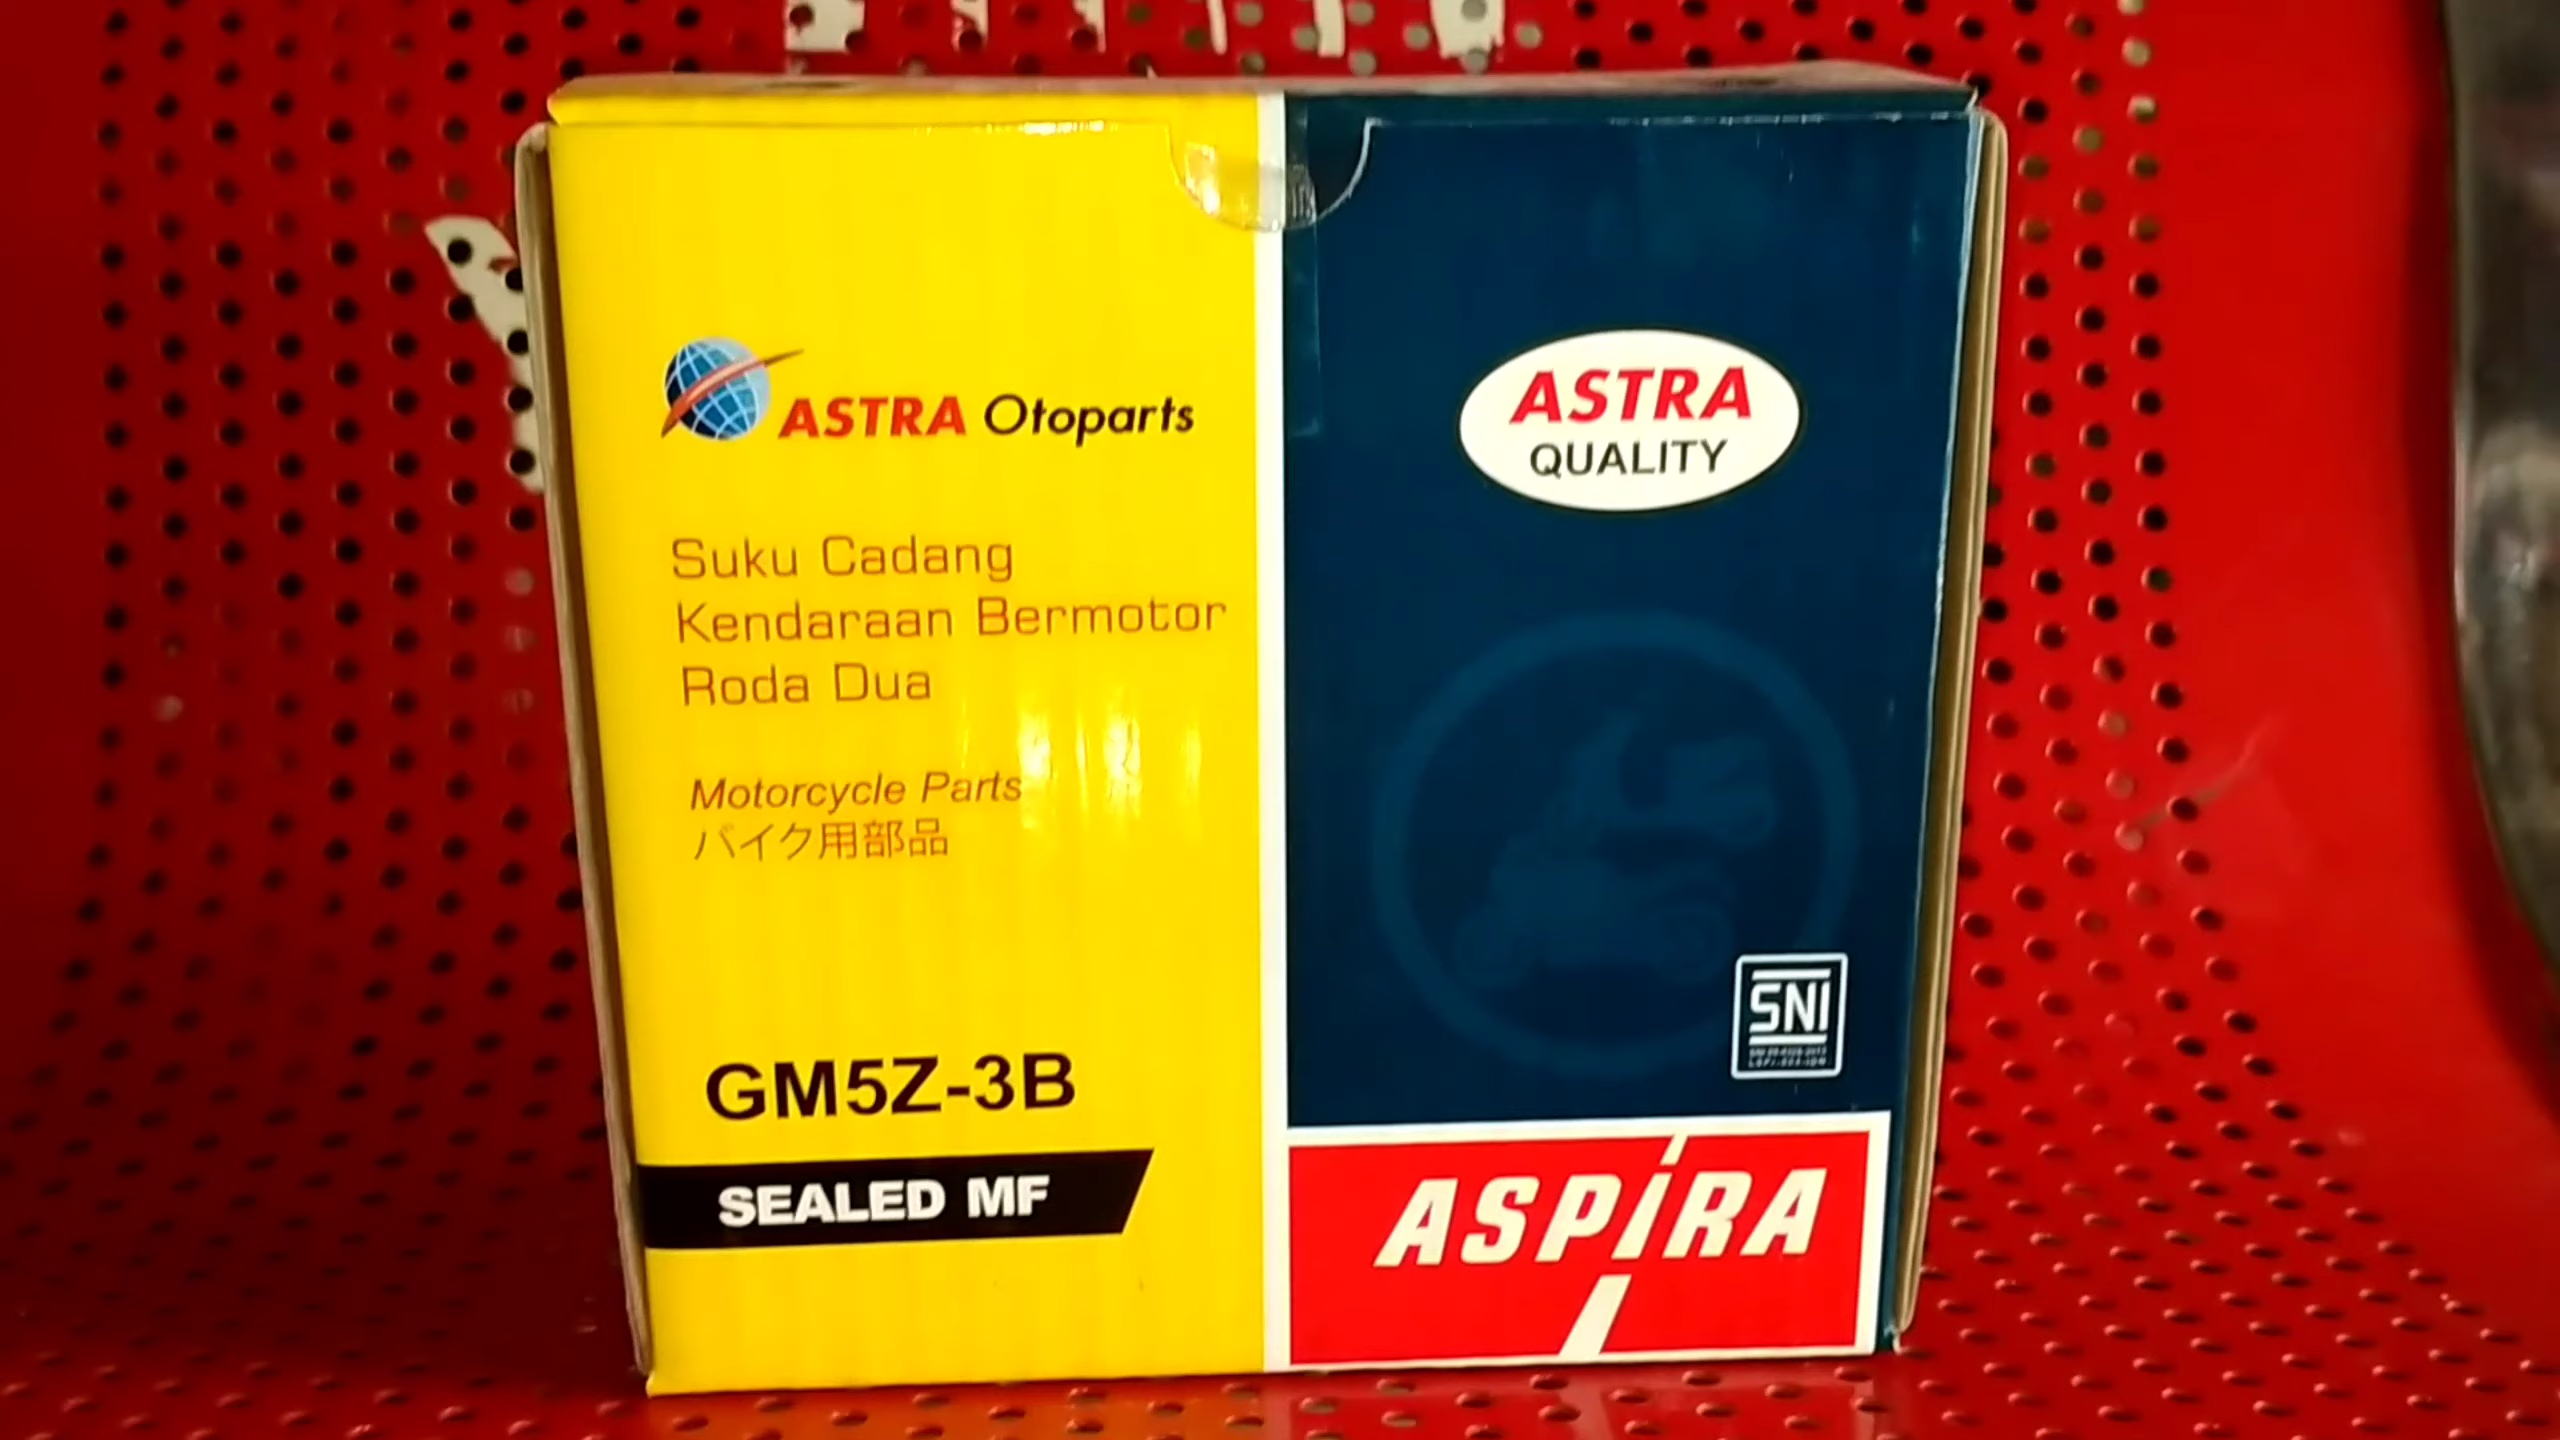 ASTRA Otoparts
Suku Cadang
Kendaraan Bermotor
Roda Dua
Motorcycle Parts
バイク用部品
GM5Z-3B
SEALED MF
ASTRA
QUALITY
SNI
ASPIRA